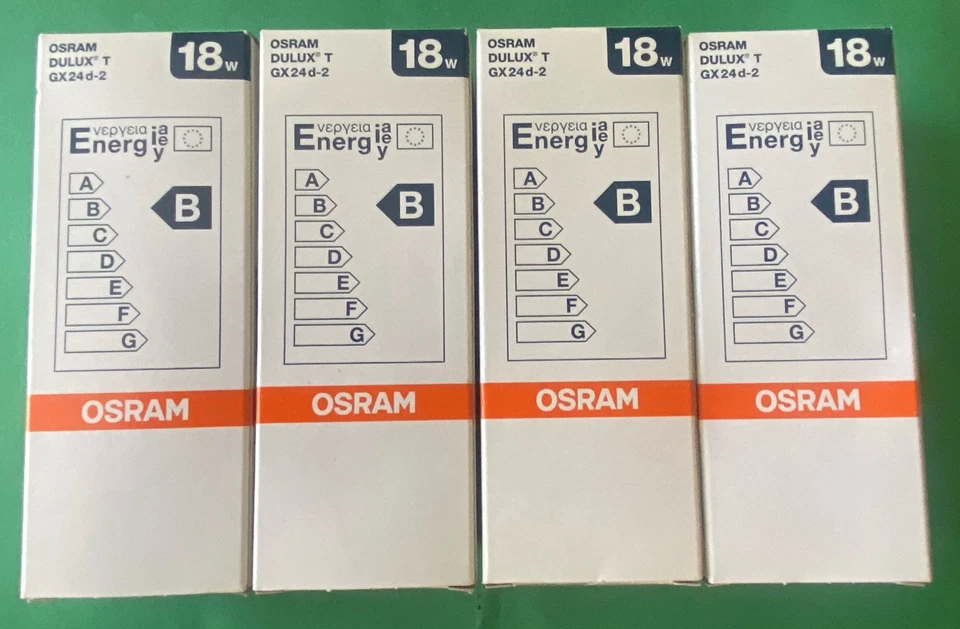 OSRAM
DULUX® T
GX24d-2
18W
Ενεργεια
Energ ia
ie
y
A
B
C
D
E
F
G
B
OSRAM
OSRAM
DULUX® T
GX24d-2
18W
Ενεργεια
Energ ia
ie
y
A
B
C
D
E
F
G
B
OSRAM
OSRAM
DULUX® T
GX24d-2
18W
Ενεργεια
Energ ia
ie
y
A
B
C
D
E
F
G
B
OSRAM
OSRAM
DULUX® T
GX24d-2
18W
Ενεργεια
Energ ia
ie
y
A
B
C
D
E
F
G
B
OSRAM